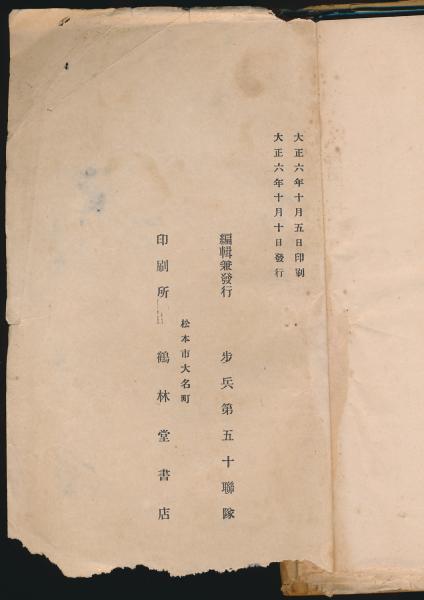 大正六年十月五日印刷
大正六年十月十日發行
編輯兼發行 步兵第五十聯隊
松本市大名町
印刷所 鶴林堂書店